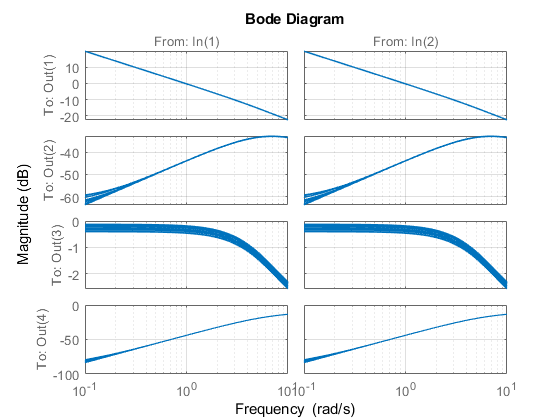 Bode Diagram
From: In(1) From: In(2)
To: Out(1)
10
0
-10
-20
To: Out(2)
-40
-50
-60
To: Out(3)
0
-1
-2
To: Out(4)
0
-50
-100
Magnitude (dB)
10^-1 10^0 10^1 10^-1 10^0 10^1
Frequency (rad/s)